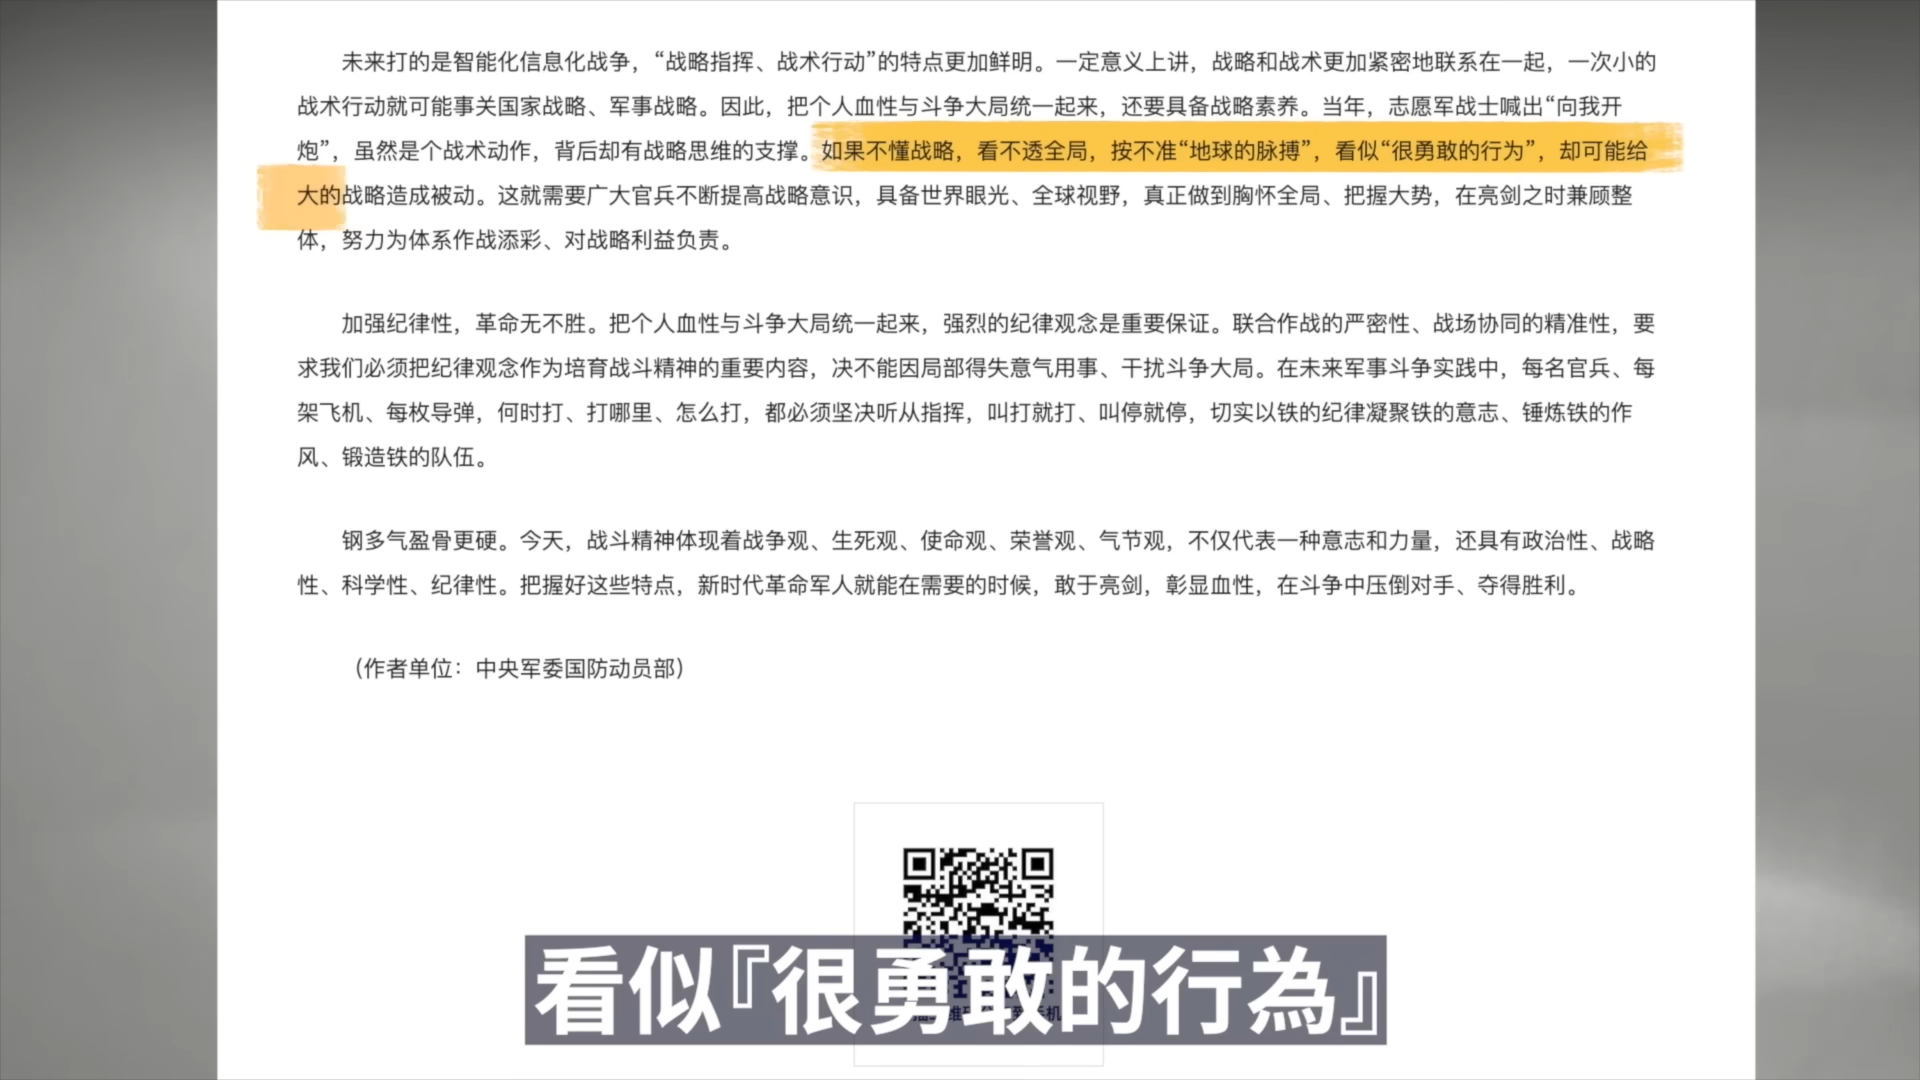 未来打的是智能化信息化战争，“战略指挥、战术行动”的特点更加鲜明。一定意义上讲，战略和战术更加紧密地联系在一起，一次小的
战术行动就可能事关国家战略、军事战略。因此，把个人血性与斗争大局统一起来，还要具备战略素养。当年，志愿军战士喊出“向我开
炮”，虽然是个战术动作，背后却有战略思维的支撑。如果不懂战略，看不透全局，按不准“地球的脉搏”，看似“很勇敢的行为”，却可能给
大的战略造成被动。这就需要广大官兵不断提高战略意识，具备世界眼光、全球视野，真正做到胸怀全局、把握大势，在亮剑之时兼顾整
体，努力为体系作战添彩、对战略利益负责。
加强纪律性，革命无不胜。把个人血性与斗争大局统一起来，强烈的纪律观念是重要保证。联合作战的严密性、战场协同的精准性，要
求我们必须把纪律观念作为培育战斗精神的重要内容，决不能因局部得失意气用事、干扰斗争大局。在未来军事斗争实践中，每名官兵、每
架飞机、每枚导弹，何时打、打哪里、怎么打，都必须坚决听从指挥，叫打就打、叫停就停，切实以铁的纪律凝聚铁的意志、锤炼铁的作
风、锻造铁的队伍。
钢多气盈骨更硬。今天，战斗精神体现着战争观、生死观、使命观、荣誉观、气节观，不仅代表一种意志和力量，还具有政治性、战略
性、科学性、纪律性。把握好这些特点，新时代革命军人就能在需要的时候，敢于亮剑，彰显血性，在斗争中压倒对手、夺得胜利。
（作者单位：中央军委国防动员部）
看似『很勇敢的行為』